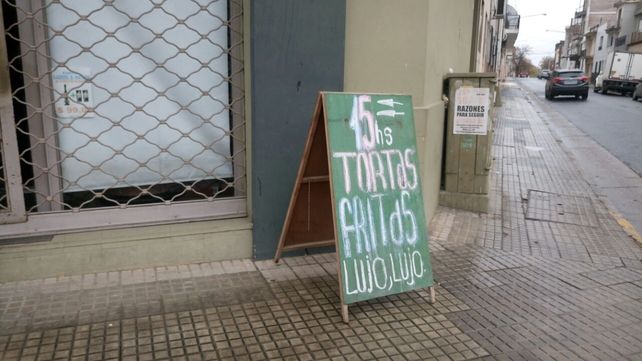 15hs
TORTAS
FRITAS
LUJO, LUJO.
RAZONES
PARA SEGUIR